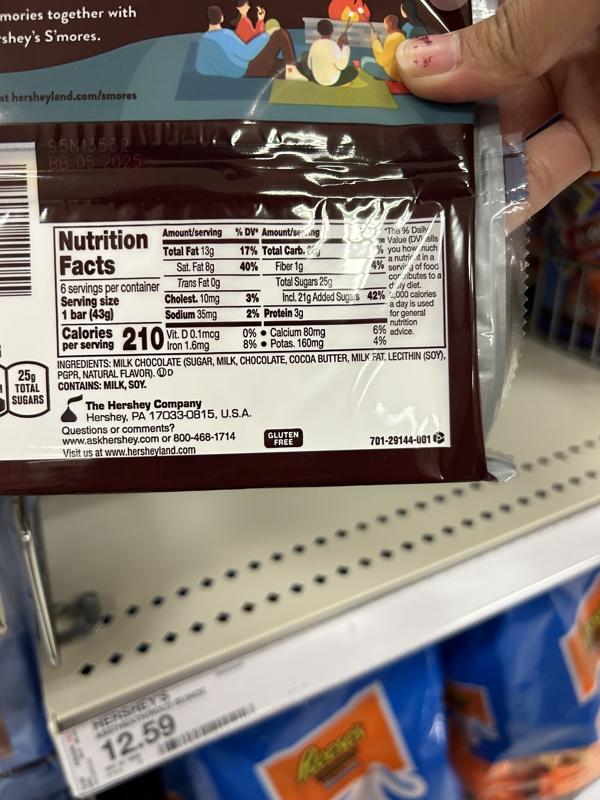 mories together with
rshey's S'mores.
at hersheyland.com/smores
95N13532
BB 05 2025
Nutrition
Facts
6 servings per container
Serving size
1 bar (43g)
Calories
per serving 210
Amount/serving % DV*
Total Fat 13g 17%
Sat. Fat 8g 40%
Trans Fat 0g
Cholest. 10mg 3%
Sodium 35mg 2%
Amount/serving
Total Carb.
Fiber 1g 4%
Total Sugars 25g
Incl. 21g Added Sugars 42%
Protein 3g
Vit. D 0.1mcg 0% • Calcium 80mg 6%
Iron 1.6mg 8% • Potas. 160mg 4%
*The % Daily
Value (DV) tells
you how much
a nutrient in a
serving of food
contributes to a
daily diet.
2,000 calories
a day is used
for general
nutrition
advice.
INGREDIENTS: MILK CHOCOLATE (SUGAR, MILK, CHOCOLATE, COCOA BUTTER, MILK FAT, LECITHIN (SOY),
PGPR, NATURAL FLAVOR). Ⓤ D
CONTAINS: MILK, SOY.
25g
TOTAL
SUGARS
The Hershey Company
Hershey, PA 17033-0815, U.S.A.
Questions or comments?
www.askhershey.com or 800-468-1714
Visit us at www.hersheyland.com
GLUTEN
FREE
701-29144-001
HERSHEY'S
12.59
Reese's